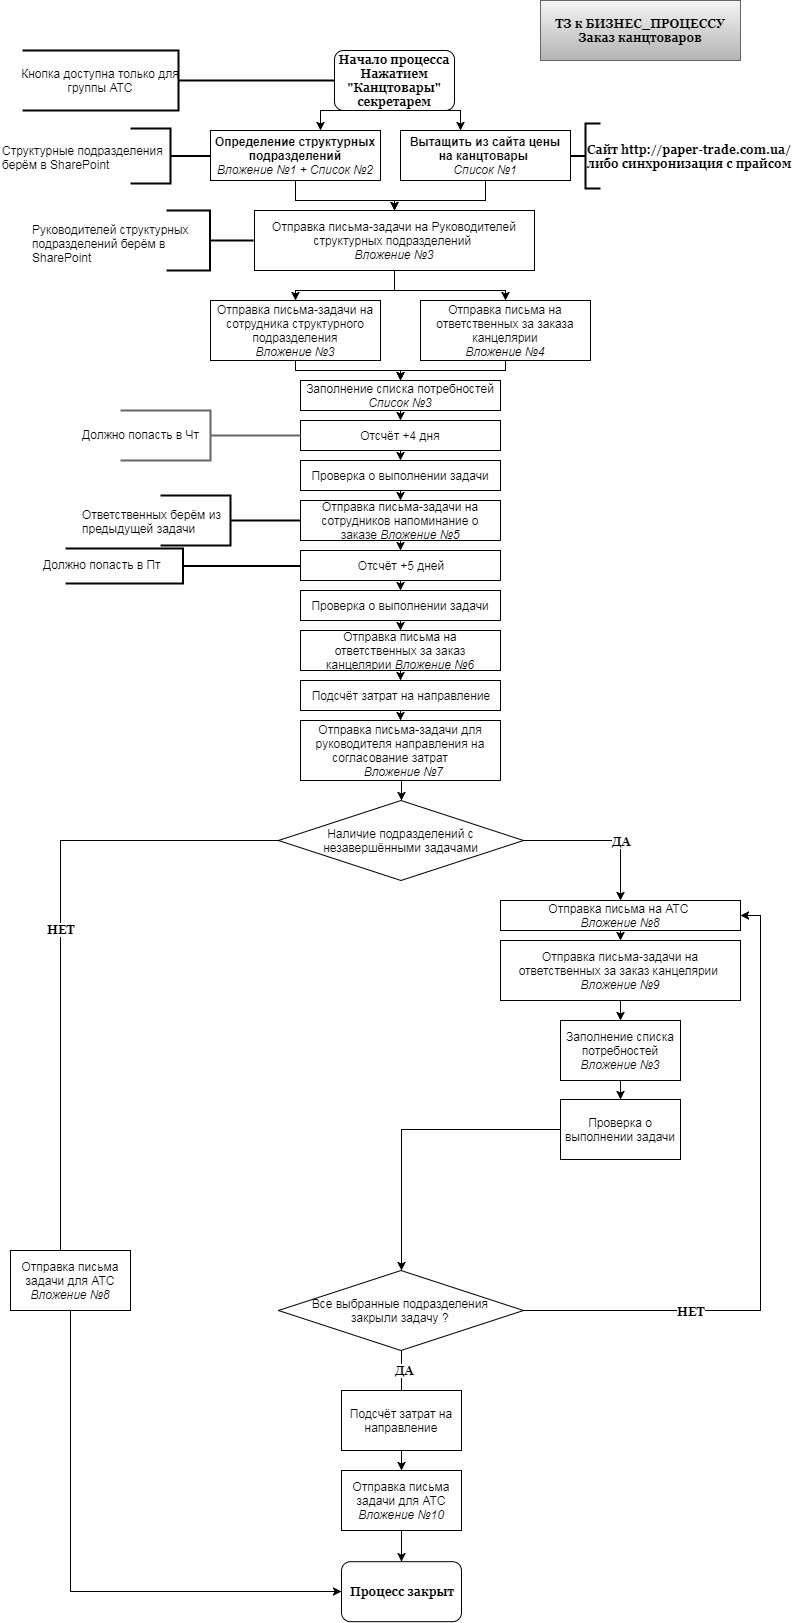 ТЗ к БИЗНЕС_ПРОЦЕССУ
Заказ канцтоваров
Кнопка доступна только для
группы АТС
Начало процесса
Нажатием
"Канцтовары"
секретарем
Структурные подразделения
берём в SharePoint
Определение структурных
подразделений
Вложение №1 + Список №2
Вытащить из сайта цены
на канцтовары
Список №1
Сайт http://paper-trade.com.ua/
либо синхронизация с прайсом
Руководителей структурных
подразделений берём в
SharePoint
Отправка письма-задачи на Руководителей
структурных подразделений
Вложение №3
Отправка письма-задачи на
сотрудника структурного
подразделения
Вложение №3
Отправка письма на
ответственных за заказа
канцелярии
Вложение №4
Заполнение списка потребностей
Список №3
Должно попасть в Чт
Отсчёт +4 дня
Проверка о выполнении задачи
Ответственных берём из
предыдущей задачи
Отправка письма-задачи на
сотрудников напоминание о
заказе Вложение №5
Должно попасть в Пт
Отсчёт +5 дней
Проверка о выполнении задачи
Отправка письма на
ответственных за заказ
канцелярии Вложение №6
Подсчёт затрат на направление
Отправка письма-задачи для
руководителя направления на
согласование затрат
Вложение №7
Наличие подразделений с
незавершёнными задачами
ДА
НЕТ
Отправка письма на АТС
Вложение №8
Отправка письма-задачи на
ответственных за заказ канцелярии
Вложение №9
Заполнение списка
потребностей
Вложение №3
Проверка о
выполнении задачи
Отправка письма
задачи для АТС
Вложение №8
Все выбранные подразделения
закрыли задачу ?
НЕТ
ДА
Подсчёт затрат на
направление
Отправка письма
задачи для АТС
Вложение №10
Процесс закрыт